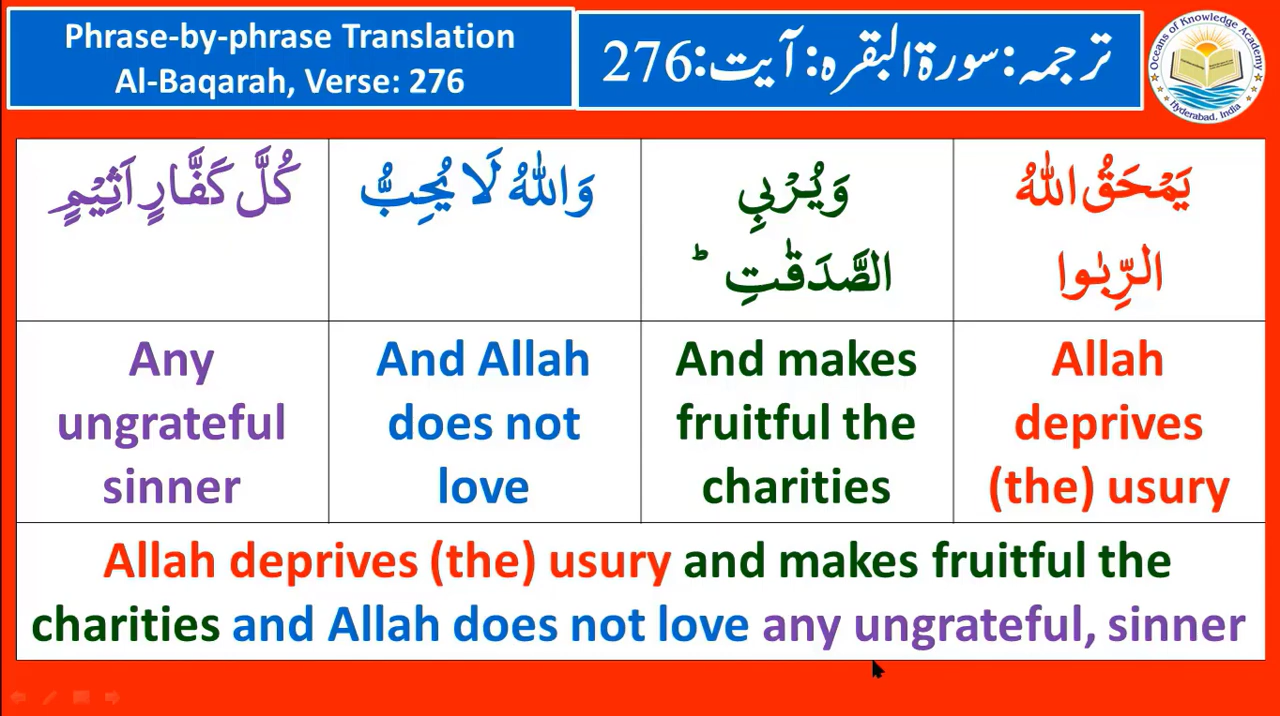 Phrase-by-phrase Translation
Al-Baqarah, Verse: 276
ترجمہ: سورۃ البقرہ: آیت: 276
Oceans of Knowledge Academy
Hyderabad, India
یَمْحَقُ اللّٰهُ
الرِّبٰوا
وَیُرْبِی
الصَّدَقٰتِ ؕ
وَاللّٰهُ لَا یُحِبُّ
كُلَّ كَفَّارٍ اَثِیْمٍ
Allah
deprives
(the) usury
And makes
fruitful the
charities
And Allah
does not
love
Any
ungrateful
sinner
Allah deprives (the) usury and makes fruitful the
charities and Allah does not love any ungrateful, sinner